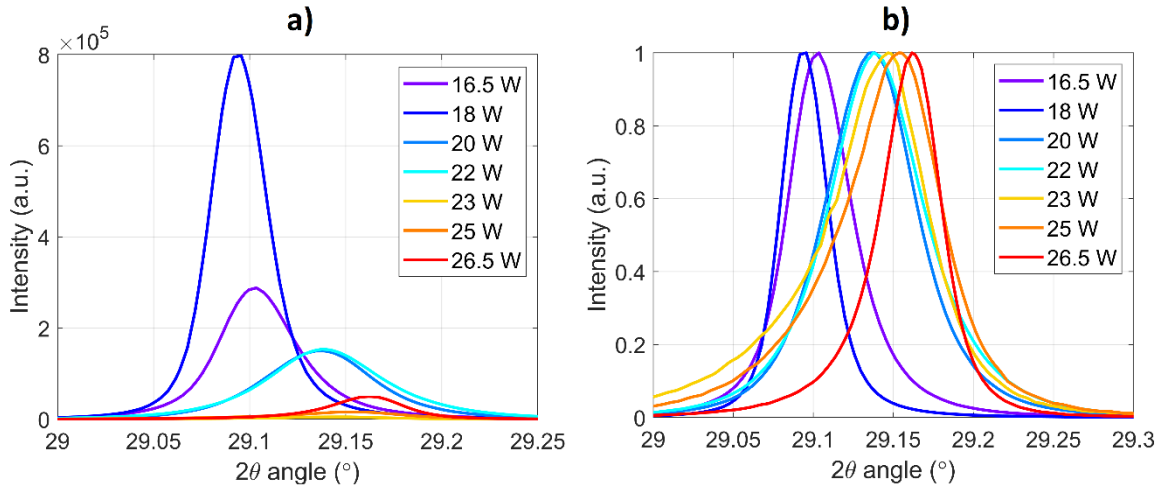 a)
×10⁵
8
6
4
2
0
Intensity (a.u.)
16.5 W
18 W
20 W
22 W
23 W
25 W
26.5 W
29 29.05 29.1 29.15 29.2 29.25
2θ angle (°)
b)
1
0.8
0.6
0.4
0.2
0
Intensity (a.u.)
16.5 W
18 W
20 W
22 W
23 W
25 W
26.5 W
29 29.05 29.1 29.15 29.2 29.25 29.3
2θ angle (°)